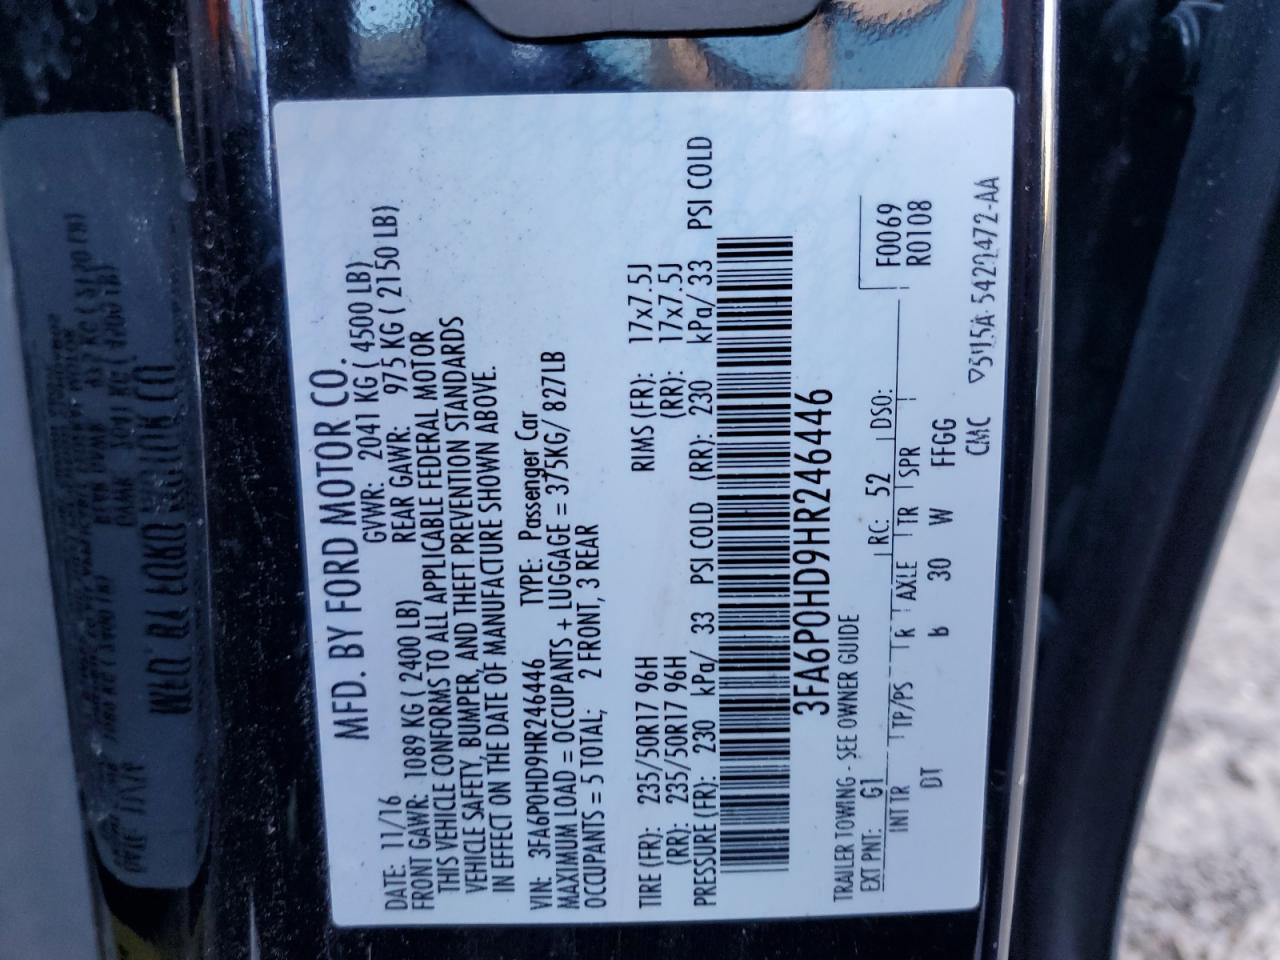 MFD. BY FORD MOTOR CO.
DATE: 11/16 GVWR: 2041 KG ( 4500 LB)
FRONT GAWR: 1089 KG ( 2400 LB) REAR GAWR: 975 KG ( 2150 LB)
THIS VEHICLE CONFORMS TO ALL APPLICABLE FEDERAL MOTOR
VEHICLE SAFETY, BUMPER, AND THEFT PREVENTION STANDARDS
IN EFFECT ON THE DATE OF MANUFACTURE SHOWN ABOVE.
VIN: 3FA6P0HD9HR246446 TYPE: Passenger Car
MAXIMUM LOAD = OCCUPANTS + LUGGAGE = 375KG/ 827LB
OCCUPANTS = 5 TOTAL; 2 FRONT, 3 REAR
TIRE (FR): 235/50R17 96H RIMS (FR): 17x7.5J
(RR): 235/50R17 96H (RR): 17x7.5J
PRESSURE (FR): 230 kPa/ 33 PSI COLD (RR): 230 kPa/ 33 PSI COLD
3FA6P0HD9HR246446
TRAILER TOWING - SEE OWNER GUIDE
EXT PNT: G1 RC: 52 DSO: F0069
INT TR TP/PS R AXLE TR SPR R0108
DT B 30 W FFGG
CMC